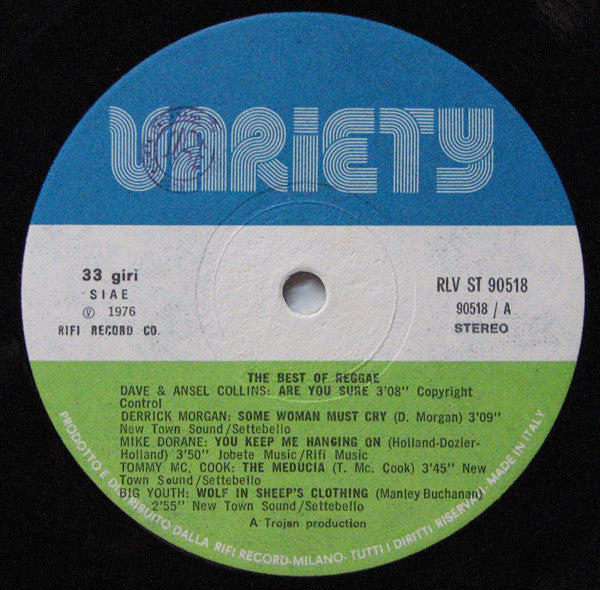 VARIETY
33 giri
SIAE
℗ 1976
RIFI RECORD CO.
RLV ST 90518
90518 / A
STEREO
THE BEST OF REGGAE
DAVE & ANSEL COLLINS: ARE YOU SURE 3'08" Copyright
Control
DERRICK MORGAN: SOME WOMAN MUST CRY (D. Morgan) 3'09"
New Town Sound/Settebello
MIKE DORANE: YOU KEEP ME HANGING ON (Holland-Dozier-
Holland) 3'50" Jobete Music/Rifi Music
TOMMY MC. COOK: THE MEDUCIA (T. Mc. Cook) 3'45" New
Town Sound/Settebello
BIG YOUTH: WOLF IN SHEEP'S CLOTHING (Manley Buchanan)
2'55" New Town Sound/Settebello
A Trojan production
PRODOTTO E DISTRIBUITO DALLA RIFI RECORD-MILANO-TUTTI I DIRITTI RISERVATI-MADE IN ITALY